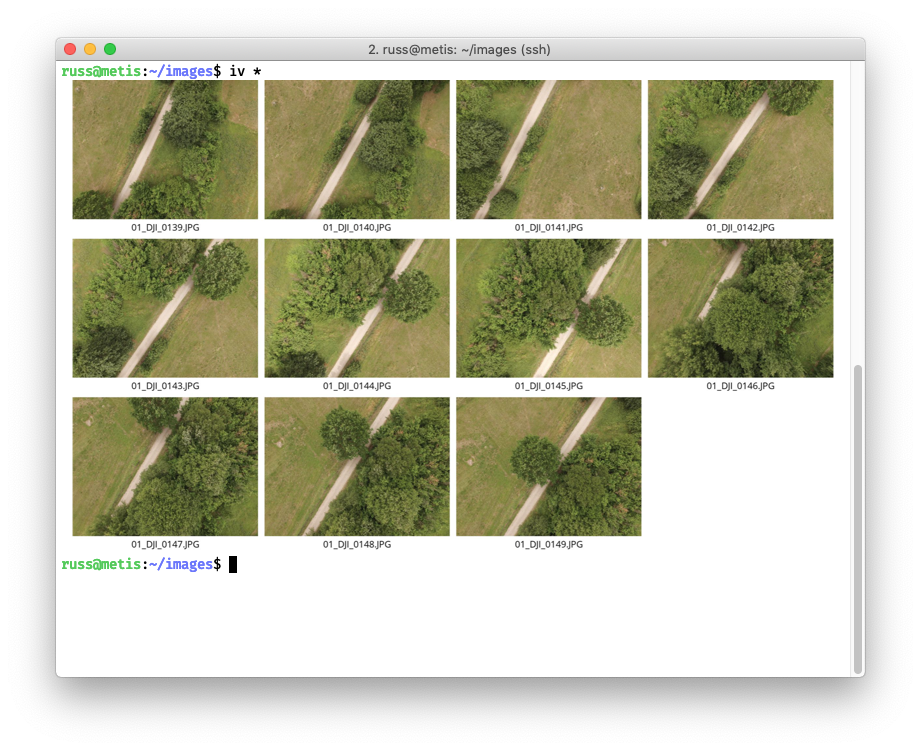 2. russ@metis: ~/images (ssh)
russ@metis:~/images$ iv *
01_DJI_0139.JPG 01_DJI_0140.JPG 01_DJI_0141.JPG 01_DJI_0142.JPG
01_DJI_0143.JPG 01_DJI_0144.JPG 01_DJI_0145.JPG 01_DJI_0146.JPG
01_DJI_0147.JPG 01_DJI_0148.JPG 01_DJI_0149.JPG
russ@metis:~/images$